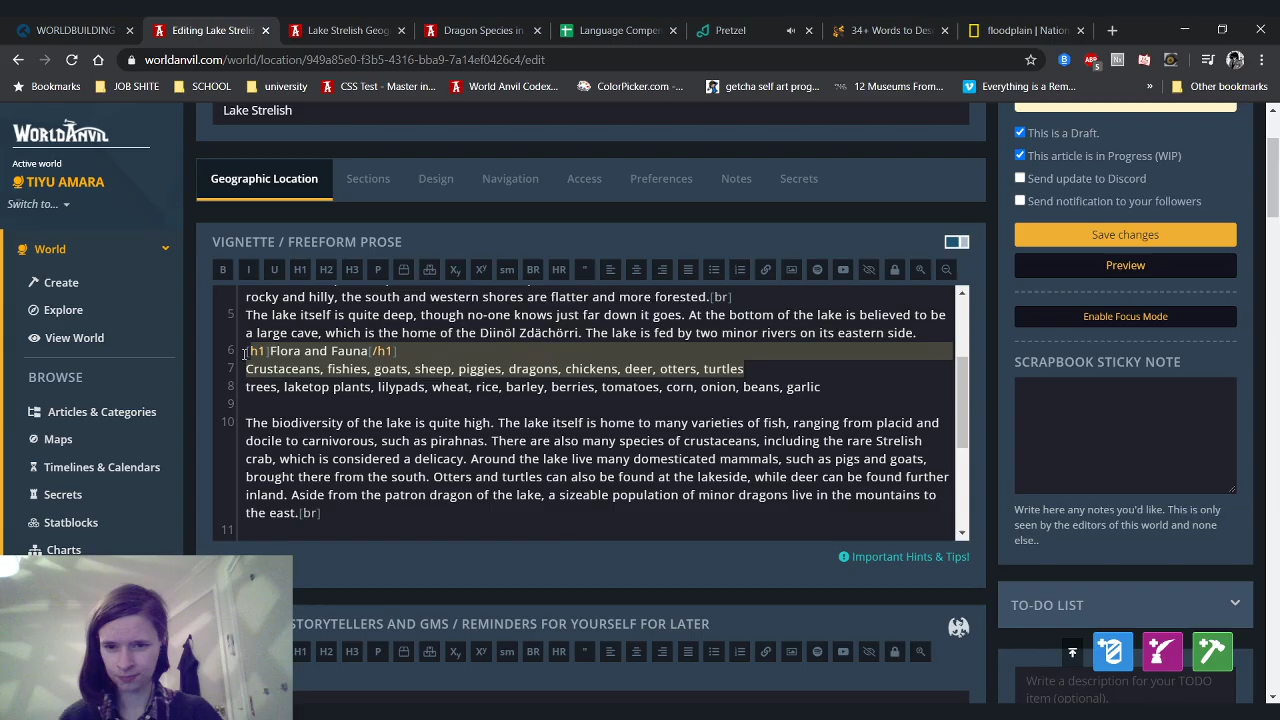 WORLDBUILDING
Editing Lake Streli
Lake Strelish Geog
Dragon Species in
Language Compe
Pretzel
34+ Words to Des
floodplain | Nation
worldanvil.com/world/location/949a85e0-f3b5-4316-bba9-7a14ef0426c4/edit
Bookmarks
JOB SHITE
SCHOOL
university
CSS Test - Master in...
World Anvil Codex...
ColorPicker.com -...
getcha self art prog...
12 Museums From...
Everything is a Rem...
Other bookmarks
WORLDANVIL
Active world
TIYU AMARA
Switch to...
World
Create
Explore
View World
BROWSE
Articles & Categories
Maps
Timelines & Calendars
Secrets
Statblocks
Charts
Lake Strelish
Geographic Location
Sections
Design
Navigation
Access
Preferences
Notes
Secrets
VIGNETTE / FREEFORM PROSE
B I U H1 H2 H3 P Xy XY sm BR HR "
rocky and hilly, the south and western shores are flatter and more forested.[br]
5 The lake itself is quite deep, though no-one knows just far down it goes. At the bottom of the lake is believed to be
a large cave, which is the home of the Diinöl Zdächörri. The lake is fed by two minor rivers on its eastern side.
6 [h1]Flora and Fauna[/h1]
7 Crustaceans, fishies, goats, sheep, piggies, dragons, chickens, deer, otters, turtles
8 trees, laketop plants, lilypads, wheat, rice, barley, berries, tomatoes, corn, onion, beans, garlic
9
10 The biodiversity of the lake is quite high. The lake itself is home to many varieties of fish, ranging from placid and
docile to carnivorous, such as pirahnas. There are also many species of crustaceans, including the rare Strelish
crab, which is considered a delicacy. Around the lake live many domesticated mammals, such as pigs and goats,
brought there from the south. Otters and turtles can also be found at the lakeside, while deer can be found further
inland. Aside from the patron dragon of the lake, a sizeable population of minor dragons live in the mountains to
the east.[br]
11
Important Hints & Tips!
STORYTELLERS AND GMS / REMINDERS FOR YOURSELF FOR LATER
H1 H2 H3 P Xy XY sm BR HR "
This is a Draft.
This article is in Progress (WIP)
Send update to Discord
Send notification to your followers
Save changes
Preview
Enable Focus Mode
SCRAPBOOK STICKY NOTE
Write here any notes you'd like. This is only
seen by the editors of this world and none
else..
TO-DO LIST
Write a description for your TODO
item (optional).